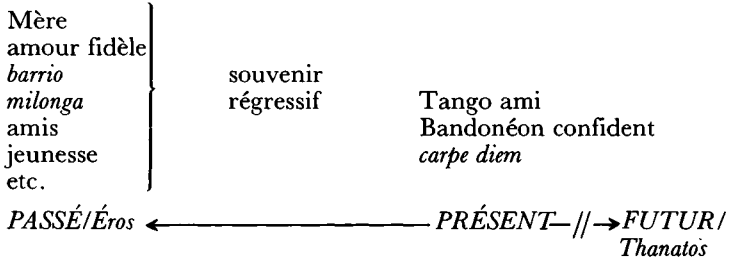 Mère
amour fidèle
barrio souvenir
milonga régressif Tango ami
amis Bandonéon confident
jeunesse carpe diem
etc.
PASSÉ/Éros PRÉSENT—//→FUTUR/
Thanatos